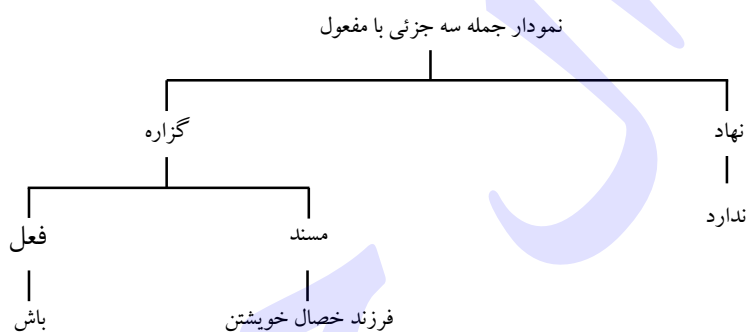 نمودار جمله سه جزئی با مفعول
نهاد
گزاره
ندارد
مسند
فعل
فرزند خصال خویشتن
باش